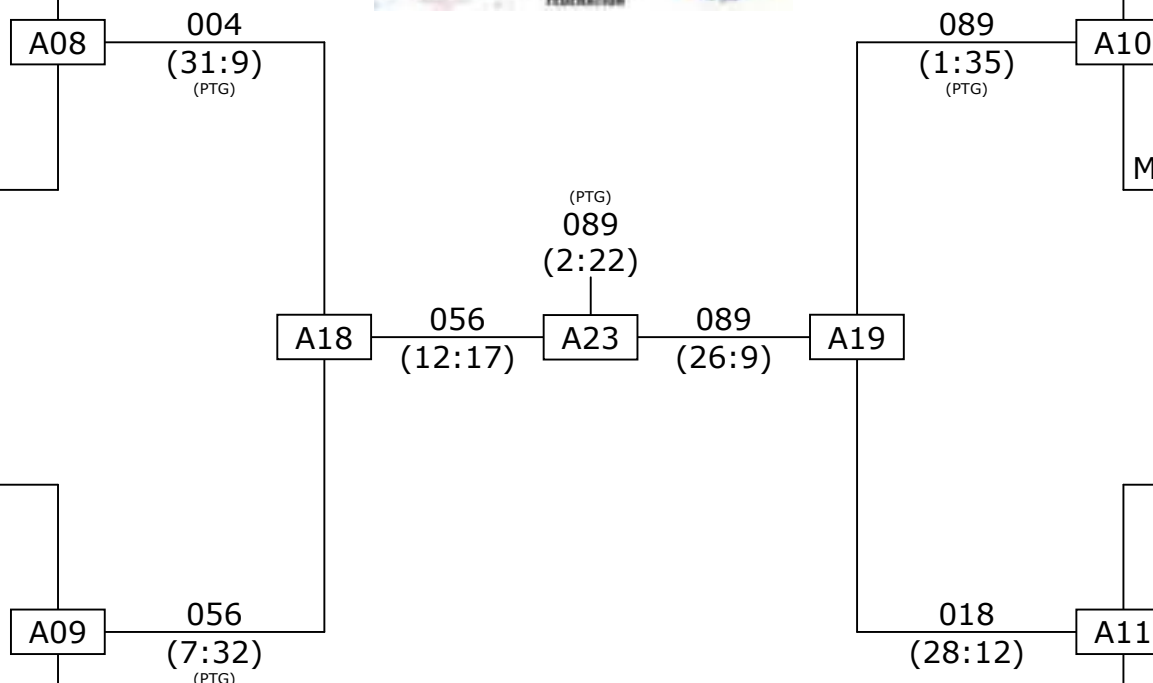 004
089
A08
A10
(31:9)
(1:35)
(PTG)
(PTG)
M
(PTG)
089
(2:22)
056
089
A18
A23
A19
(12:17)
(26:9)
056
018
A09
A11
(7:32)
(28:12)
(PTG)